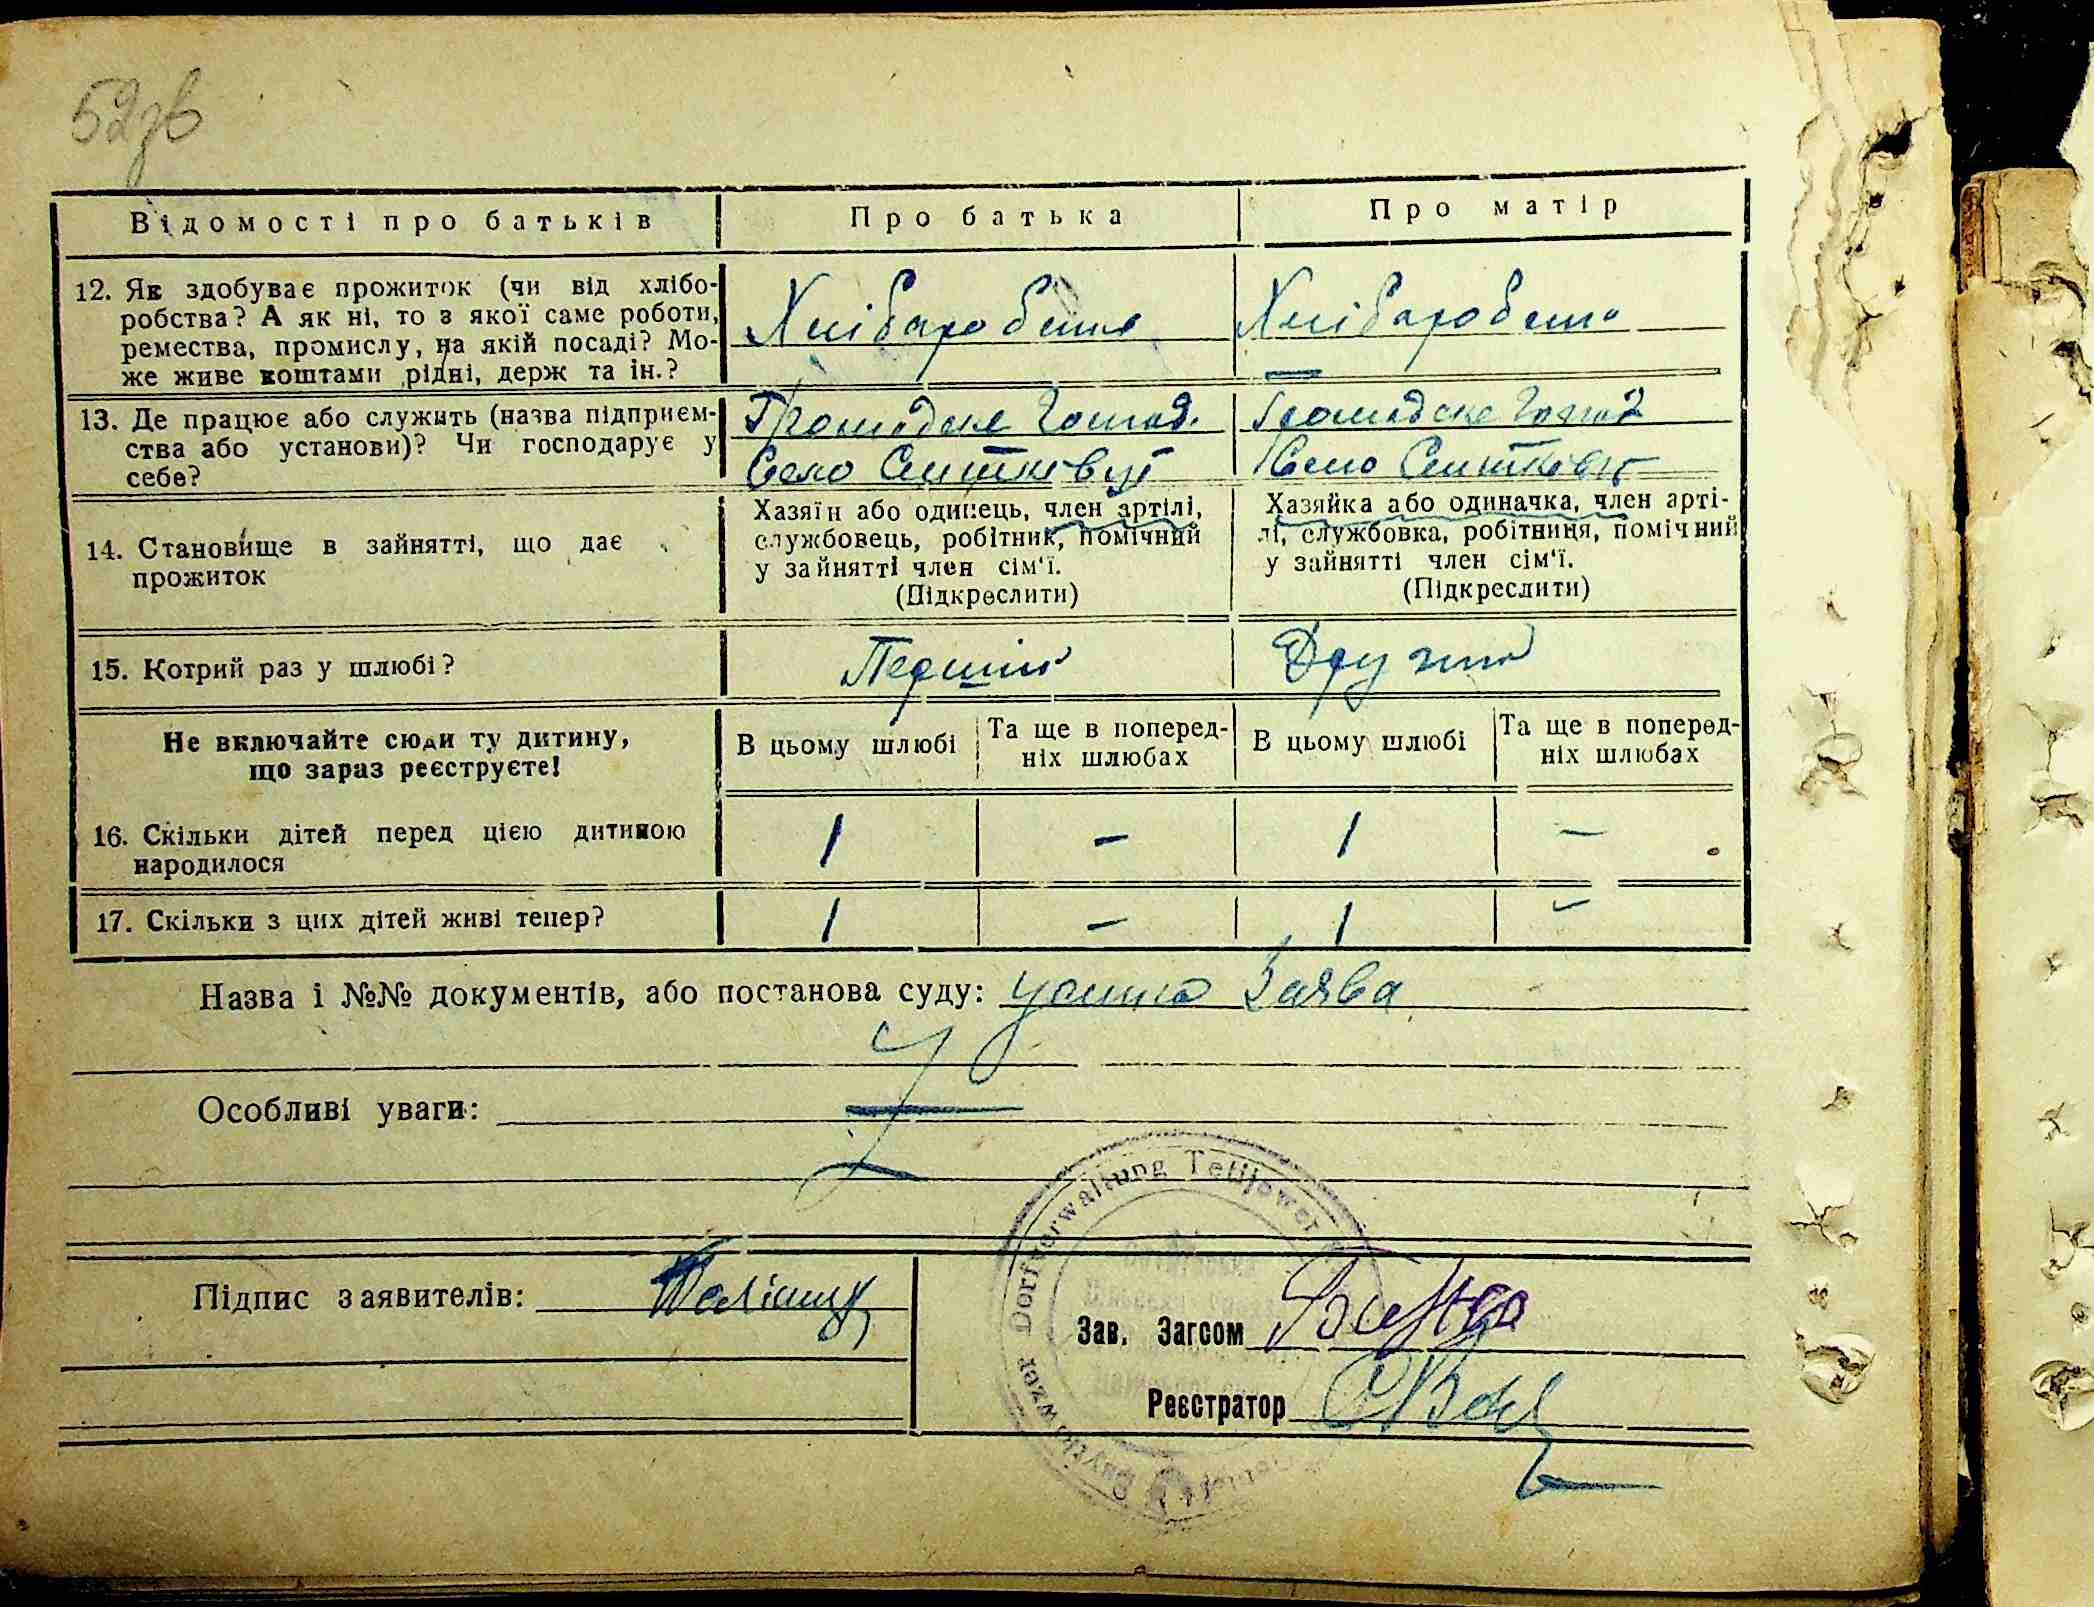 52зв
Відомості про батьків
Про батька
Про матір
12. Як здобуває прожиток (чи від хлібо-
робства? А як ні, то з якої саме роботи,
ремества, промислу, на якій посаді? Мо-
же живе коштами рідні, держ та ін.?
Хлібаробство
Хлібаробство
13. Де працює або служить (назва підприєм-
ства або установи)? Чи господарує у
себе?
Громадське Господ.
Село Ситківці
Громадське Господ
Село Ситківці
14. Становище в зайнятті, що дає
прожиток
Хазяїн або одинець, член артілі,
службовець, робітник, помічний
у зайнятті член сім'ї.
(Підкреслити)
Хазяйка або одиначка, член арті-
лі, службовка, робітниця, помічний
у зайнятті член сім'ї.
(Підкреслити)
15. Котрий раз у шлюбі?
Перший
Другий
Не включайте сюди ту дитину,
що зараз реєструєте!
В цьому шлюбі
Та ще в поперед-
ніх шлюбах
В цьому шлюбі
Та ще в поперед-
ніх шлюбах
16. Скільки дітей перед цією дитиною
народилося
1
–
1
–
17. Скільки з цих дітей живі тепер?
1
–
1
–
Назва і №№ документів, або постанова суду: усна Заява
Особливі уваги:
Dorfverwaltung Tetijower
Підпис заявителів:
Зав. Загсом
Реєстратор